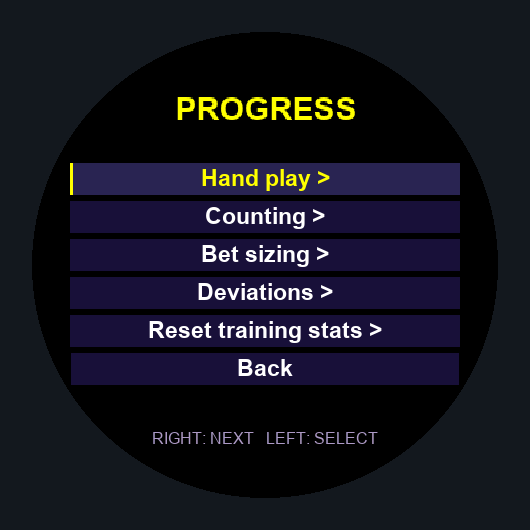 PROGRESS
Hand play >
Counting >
Bet sizing >
Deviations >
Reset training stats >
Back
RIGHT: NEXT LEFT: SELECT